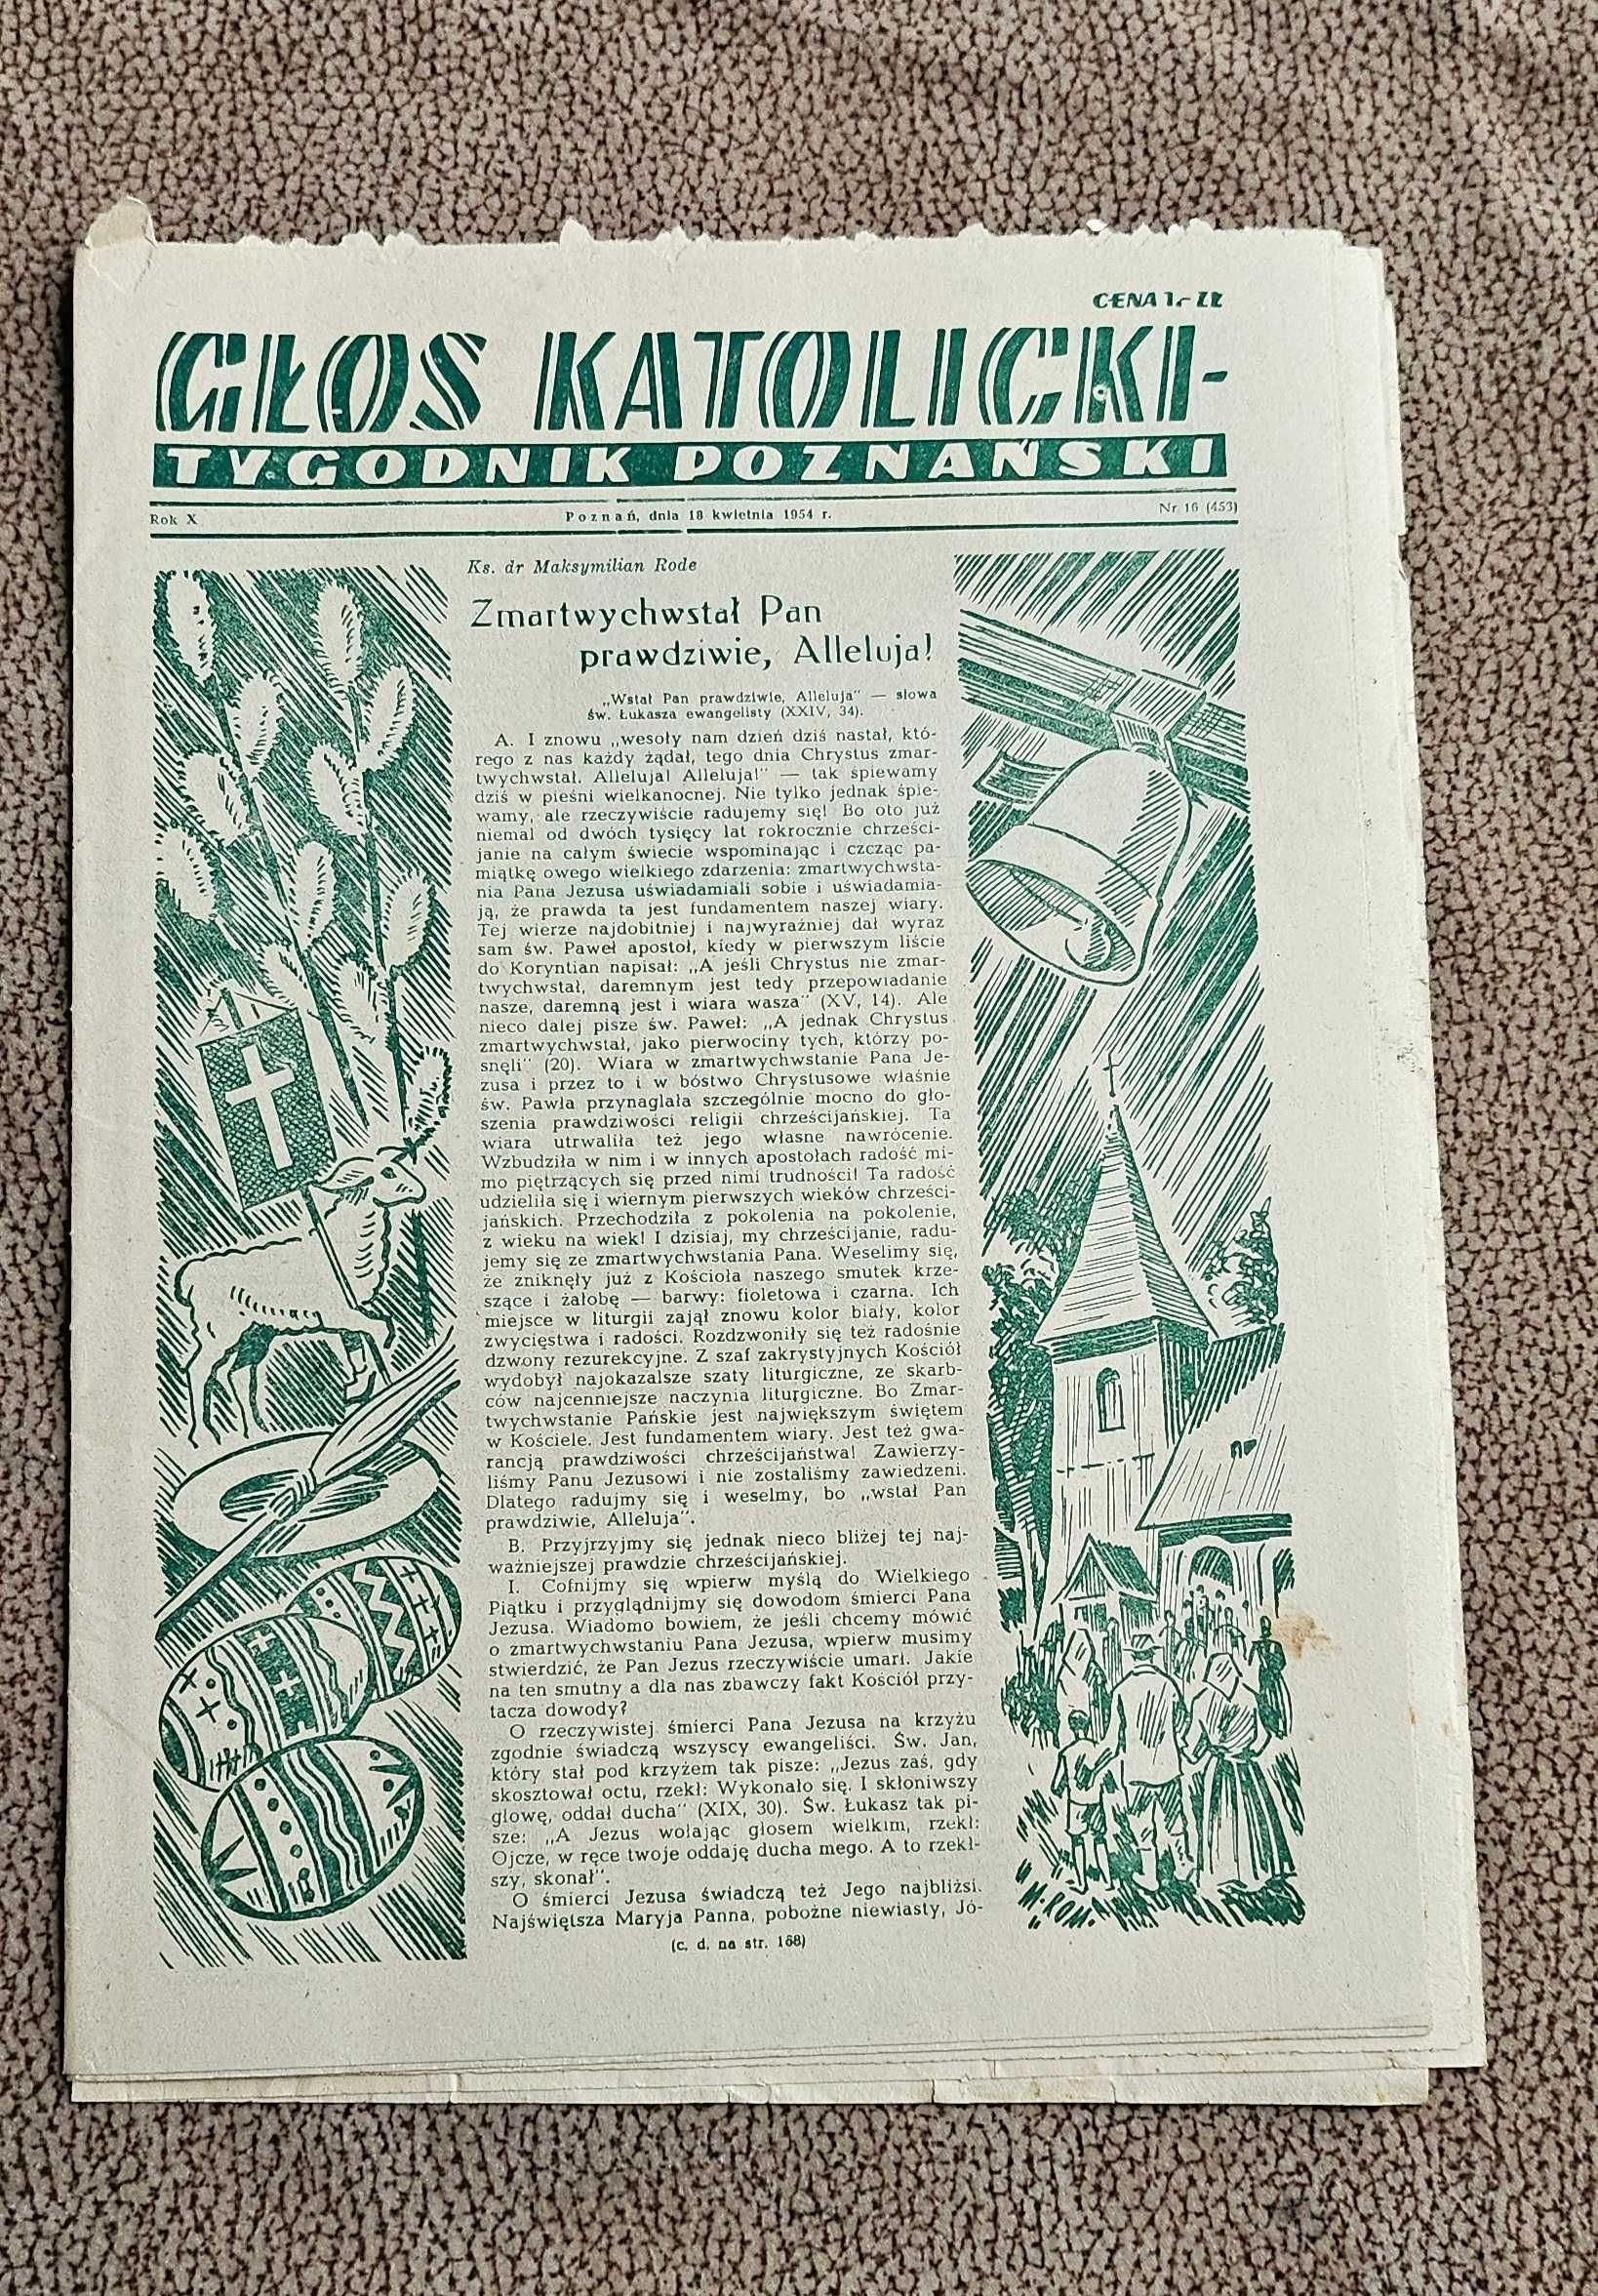 CENA 1.- ZŁ
GŁOS KATOLICKI-
TYGODNIK POZNAŃSKI
Rok X
Poznań, dnia 18 kwietnia 1954 r.
Nr 16 (453)
Ks. dr Maksymilian Rode
Zmartwychwstał Pan
prawdziwie, Alleluja!
„Wstał Pan prawdziwie, Alleluja" — słowa
św. Łukasza ewangelisty (XXIV, 34).
A. I znowu „wesoły nam dzień dziś nastał, któ-
rego z nas każdy żądał, tego dnia Chrystus zmar-
twychwstał. Alleluja! Alleluja!" — tak śpiewamy
dziś w pieśni wielkanocnej. Nie tylko jednak śpie-
wamy, ale rzeczywiście radujemy się! Bo oto już
niemal od dwóch tysięcy lat rokrocznie chrześci-
janie na całym świecie wspominając i czcząc pa-
miątkę owego wielkiego zdarzenia: zmartwychwsta-
nia Pana Jezusa uświadamiali sobie i uświadamia-
ją, że prawda ta jest fundamentem naszej wiary.
Tej wierze najdobitniej i najwyraźniej dał wyraz
sam św. Paweł apostoł, kiedy w pierwszym liście
do Koryntian napisał: „A jeśli Chrystus nie zmar-
twychwstał, daremnym jest tedy przepowiadanie
nasze, daremną jest i wiara wasza" (XV, 14). Ale
nieco dalej pisze św. Paweł: „A jednak Chrystus
zmartwychwstał, jako pierwociny tych, którzy po-
snęli" (20). Wiara w zmartwychwstanie Pana Je-
zusa i przez to i w bóstwo Chrystusowe właśnie
św. Pawła przynaglała szczególnie mocno do gło-
szenia prawdziwości religii chrześcijańskiej. Ta
wiara utrwaliła też jego własne nawrócenie.
Wzbudziła w nim i w innych apostołach radość mi-
mo piętrzących się przed nimi trudności! Ta radość
udzieliła się i wiernym pierwszych wieków chrześci-
jańskich. Przechodziła z pokolenia na pokolenie,
z wieku na wiek! I dzisiaj, my chrześcijanie, radu-
jemy się ze zmartwychwstania Pana. Weselimy się,
że zniknęły już z Kościoła naszego smutek krze-
szące i żałobę — barwy: fioletowa i czarna. Ich
miejsce w liturgii zajął znowu kolor biały, kolor
zwycięstwa i radości. Rozdzwoniły się też radośnie
dzwony rezurekcyjne. Z szaf zakrystyjnych Kościół
wydobył najokazalsze szaty liturgiczne, ze skarb-
ców najcenniejsze naczynia liturgiczne. Bo Zmar-
twychwstanie Pańskie jest największym świętem
w Kościele. Jest fundamentem wiary. Jest też gwa-
rancją prawdziwości chrześcijaństwa! Zawierzy-
liśmy Panu Jezusowi i nie zostaliśmy zawiedzeni.
Dlatego radujmy się i weselmy, bo „wstał Pan
prawdziwie, Alleluja".
B. Przyjrzyjmy się jednak nieco bliżej tej naj-
ważniejszej prawdzie chrześcijańskiej.
I. Cofnijmy się wpierw myślą do Wielkiego
Piątku i przyglądnijmy się dowodom śmierci Pana
Jezusa. Wiadomo bowiem, że jeśli chcemy mówić
o zmartwychwstaniu Pana Jezusa, wpierw musimy
stwierdzić, że Pan Jezus rzeczywiście umarł. Jakie
na ten smutny a dla nas zbawczy fakt Kościół przy-
tacza dowody?
O rzeczywistej śmierci Pana Jezusa na krzyżu
zgodnie świadczą wszyscy ewangeliści. Św. Jan,
który stał pod krzyżem tak pisze: „Jezus zaś, gdy
skosztował octu, rzekł: Wykonało się. I skłoniwszy
głowę, oddał ducha" (XIX, 30). Św. Łukasz tak pi-
sze: „A Jezus wołając głosem wielkim, rzekł:
Ojcze, w ręce twoje oddaję ducha mego. A to rzekł-
szy, skonał".
O śmierci Jezusa świadczą też Jego najbliżsi.
Najświętsza Maryja Panna, pobożne niewiasty, Jó-
(c. d. na str. 168)
M-ROM.